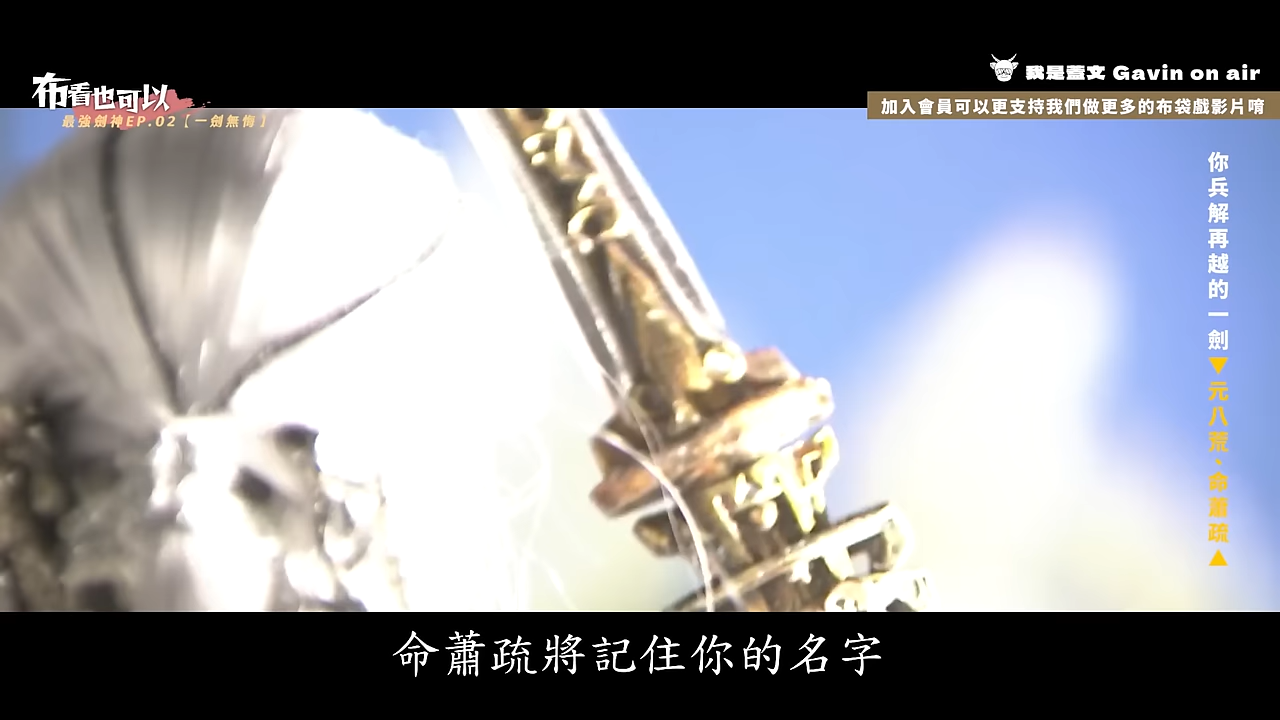 布看也可以
最強劍神EP.02【一劍無悔】
我是蓋文 Gavin on air
加入會員可以更支持我們做更多的布袋戲影片唷
你兵解再越的一劍▼元八荒、命蕭疏▲
命蕭疏將記住你的名字